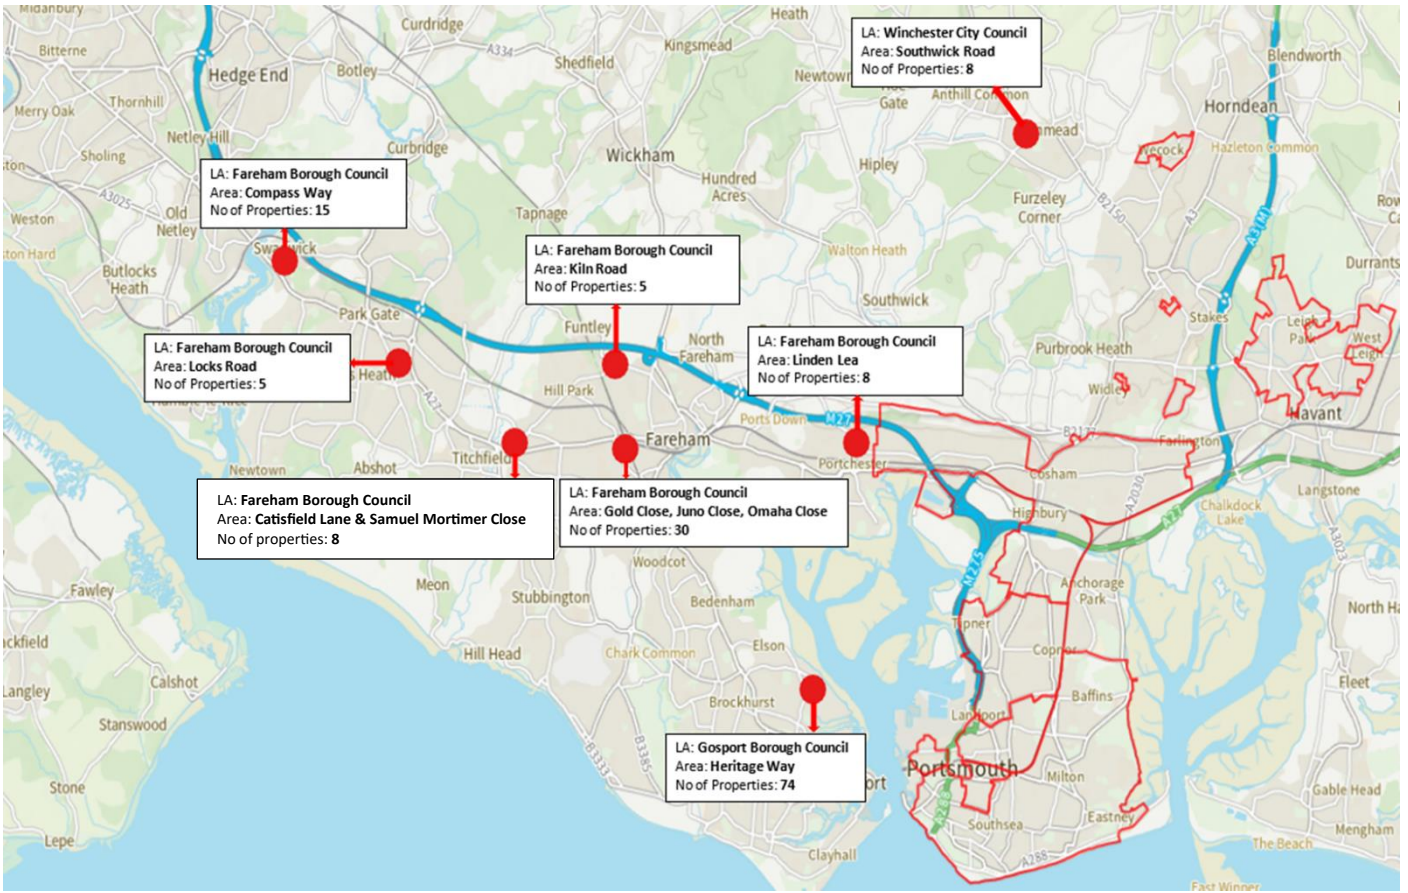 Midanbury
Curdridge
Heath
Kingsmead
LA: Winchester City Council
Area: Southwick Road
No of Properties: 8
Blendworth
Bitterne
A334
Shedfield
Hedge End
Botley
Newtown
Gate
Anthill Common
Horndean
Merry Oak
Thornhill
Netley Hill
Curbridge
Wickham
Hipley
Wecock
Hazleton Common
Sholing
LA: Fareham Borough Council
Area: Compass Way
No of Properties: 15
Hundred
Acres
Furzeley
Corner
B2150
A3
A3(M)
A3025
Weston
Old
Netley
Tapnage
LA: Fareham Borough Council
Area: Kiln Road
No of Properties: 5
Walton Heath
Durrants
Butlocks
Heath
Park Gate
Funtley
Southwick
Stakes
North
Fareham
LA: Fareham Borough Council
Area: Linden Lea
No of Properties: 8
Purbrook Heath
West
Leigh
LA: Fareham Borough Council
Area: Locks Road
No of Properties: 5
Hill Park
A27
Havant
Ports Down
M27
B2177
Farlington
Fareham
Titchfield
Portchester
Cosham
Newtown
Abshot
A2030
Langstone
LA: Fareham Borough Council
Area: Catisfield Lane & Samuel Mortimer Close
No of properties: 8
LA: Fareham Borough Council
Area: Gold Close, Juno Close, Omaha Close
No of Properties: 30
Highbury
A27
Chalkdock
Lake
A3023
Woodcot
M275
Fawley
Meon
Stubbington
Bedenham
Anchorage
Park
Tipner
Hill Head
Chark Common
Elson
Copnor
Langley
Calshot
Brockhurst
Baffins
Fleet
Stanswood
Landport
B3333
B3385
LA: Gosport Borough Council
Area: Heritage Way
No of Properties: 74
Portsmouth
Milton
Stone
Gable Head
A288
Southsea
Eastney
Mengham
Lepe
Clayhall
A288
The Beach
East Winner